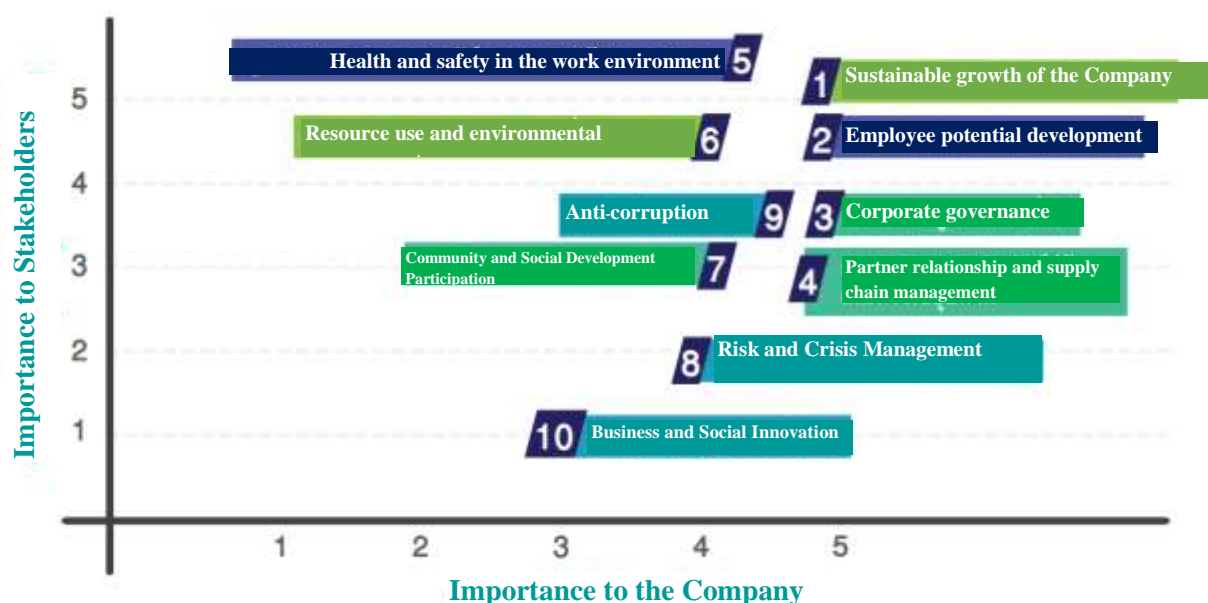 Importance to Stakeholders
5
4
3
2
1
Health and safety in the work environment 5
1 Sustainable growth of the Company
Resource use and environmental 6
2 Employee potential development
Anti-corruption 9
3 Corporate governance
Community and Social Development
Participation
7
4
Partner relationship and supply
chain management
8 Risk and Crisis Management
10 Business and Social Innovation
1 2 3 4 5
Importance to the Company